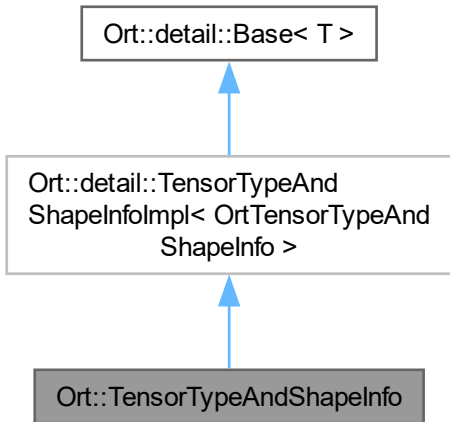 Ort::detail::Base< T >
Ort::detail::TensorTypeAnd
ShapeInfoImpl< OrtTensorTypeAnd
ShapeInfo >
Ort::TensorTypeAndShapeInfo